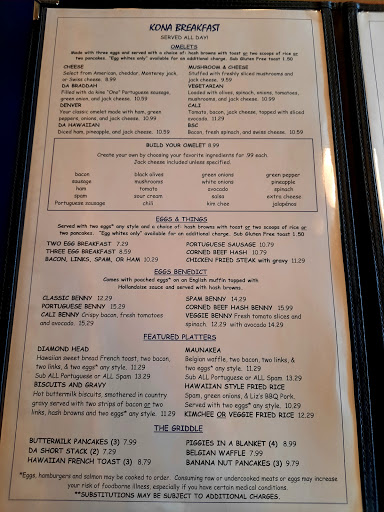 KONA BREAKFAST
SERVED ALL DAY!
OMELETS
Made with three eggs and served with a choice of: hash browns with toast or two scoops of rice or
two pancakes. "Egg whites only" available for an additional charge. Sub Gluten Free toast 1.50
CHEESE
Select from American, cheddar, Monterey jack,
or Swiss cheese. 8.99
DA BRADDAH
Filled with da kine "Ono" Portuguese sausage,
green onion, and jack cheese. 10.59
DENVER
Your classic omelet made with ham, green
peppers, onions, and jack cheese. 10.59
DA HAWAIIAN
Diced ham, pineapple, and jack cheese. 10.59
MUSHROOM & CHEESE
Stuffed with freshly sliced mushrooms and
jack cheese. 9.59
VEGETARIAN
Loaded with olives, spinach, onions, tomatoes,
mushrooms, and jack cheese. 10.59
CALI
Tomato, bacon, jack cheese, topped with sliced
avocado. 11.29
BSC
Bacon, fresh spinach, and swiss cheese. 10.59
BUILD YOUR OMELET 8.99
Create your own by choosing your favorite ingredients for .99 each.
Jack cheese included unless specified.
bacon black olives green onions green pepper
sausage mushrooms white onions pineapple
ham tomato avocado spinach
spam sour cream salsa extra cheese
Portuguese sausage chili kim chee jalapeños
EGGS & THINGS
Served with two eggs* any style and a choice of: hash browns with toast or two scoops of rice or
two pancakes. "Egg whites only" available for an additional charge. Sub Gluten Free toast 1.50
TWO EGG BREAKFAST 7.29
THREE EGG BREAKFAST 8.59
BACON, LINKS, SPAM, OR HAM 10.29
PORTUGUESE SAUSAGE 10.79
CORNED BEEF HASH 10.79
CHICKEN FRIED STEAK with gravy 11.29
EGGS BENEDICT
Comes with poached eggs* on an English muffin topped with
Hollandaise sauce and served with hash browns.
CLASSIC BENNY 12.29
PORTUGUESE BENNY 15.29
CALI BENNY Crispy bacon, fresh tomatoes
and avocado. 15.29
SPAM BENNY 14.29
CORNED BEEF HASH BENNY 15.99
VEGGIE BENNY Fresh tomato slices and
spinach. 12.29 with avocado 14.29
FEATURED PLATTERS
DIAMOND HEAD
Hawaiian sweet bread French toast, two bacon,
two links, & two eggs* any style. 11.29
Sub ALL Portuguese or ALL Spam 13.29
BISCUITS AND GRAVY
Hot buttermilk biscuits, smothered in country
gravy served with two strips of bacon or two
links, hash browns and two eggs* any style. 11.29
MAUNAKEA
Belgian waffle, two bacon, two links, &
two eggs* any style. 11.29
Sub ALL Portuguese or ALL Spam. 13.29
HAWAIIAN STYLE FRIED RICE
Spam, green onions, & Liz's BBQ Pork.
Served with two eggs* any style. 10.29
KIMCHEE OR VEGGIE FRIED RICE 12.29
THE GRIDDLE
BUTTERMILK PANCAKES (3) 7.99
DA SHORT STACK (2) 7.29
HAWAIIAN FRENCH TOAST (3) 8.79
PIGGIES IN A BLANKET (4) 8.99
BELGIAN WAFFLE 7.99
BANANA NUT PANCAKES (3) 9.79
*Eggs, hamburgers and salmon may be cooked to order. Consuming raw or undercooked meats or eggs may increase
your risk of foodborne illness, especially if you have certain medical conditions.
**SUBSTITUTIONS MAY BE SUBJECT TO ADDITIONAL CHARGES.